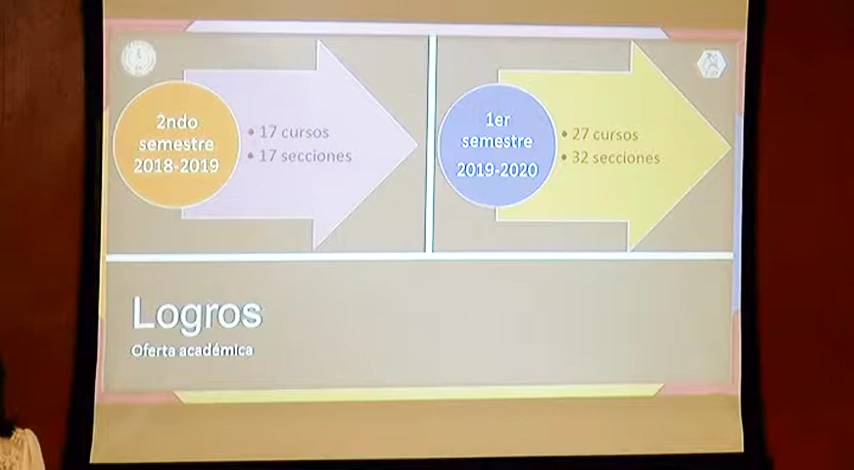 2ndo
semestre
2018-2019
• 17 cursos
• 17 secciones
1er
semestre
2019-2020
• 27 cursos
• 32 secciones
Logros
Oferta académica